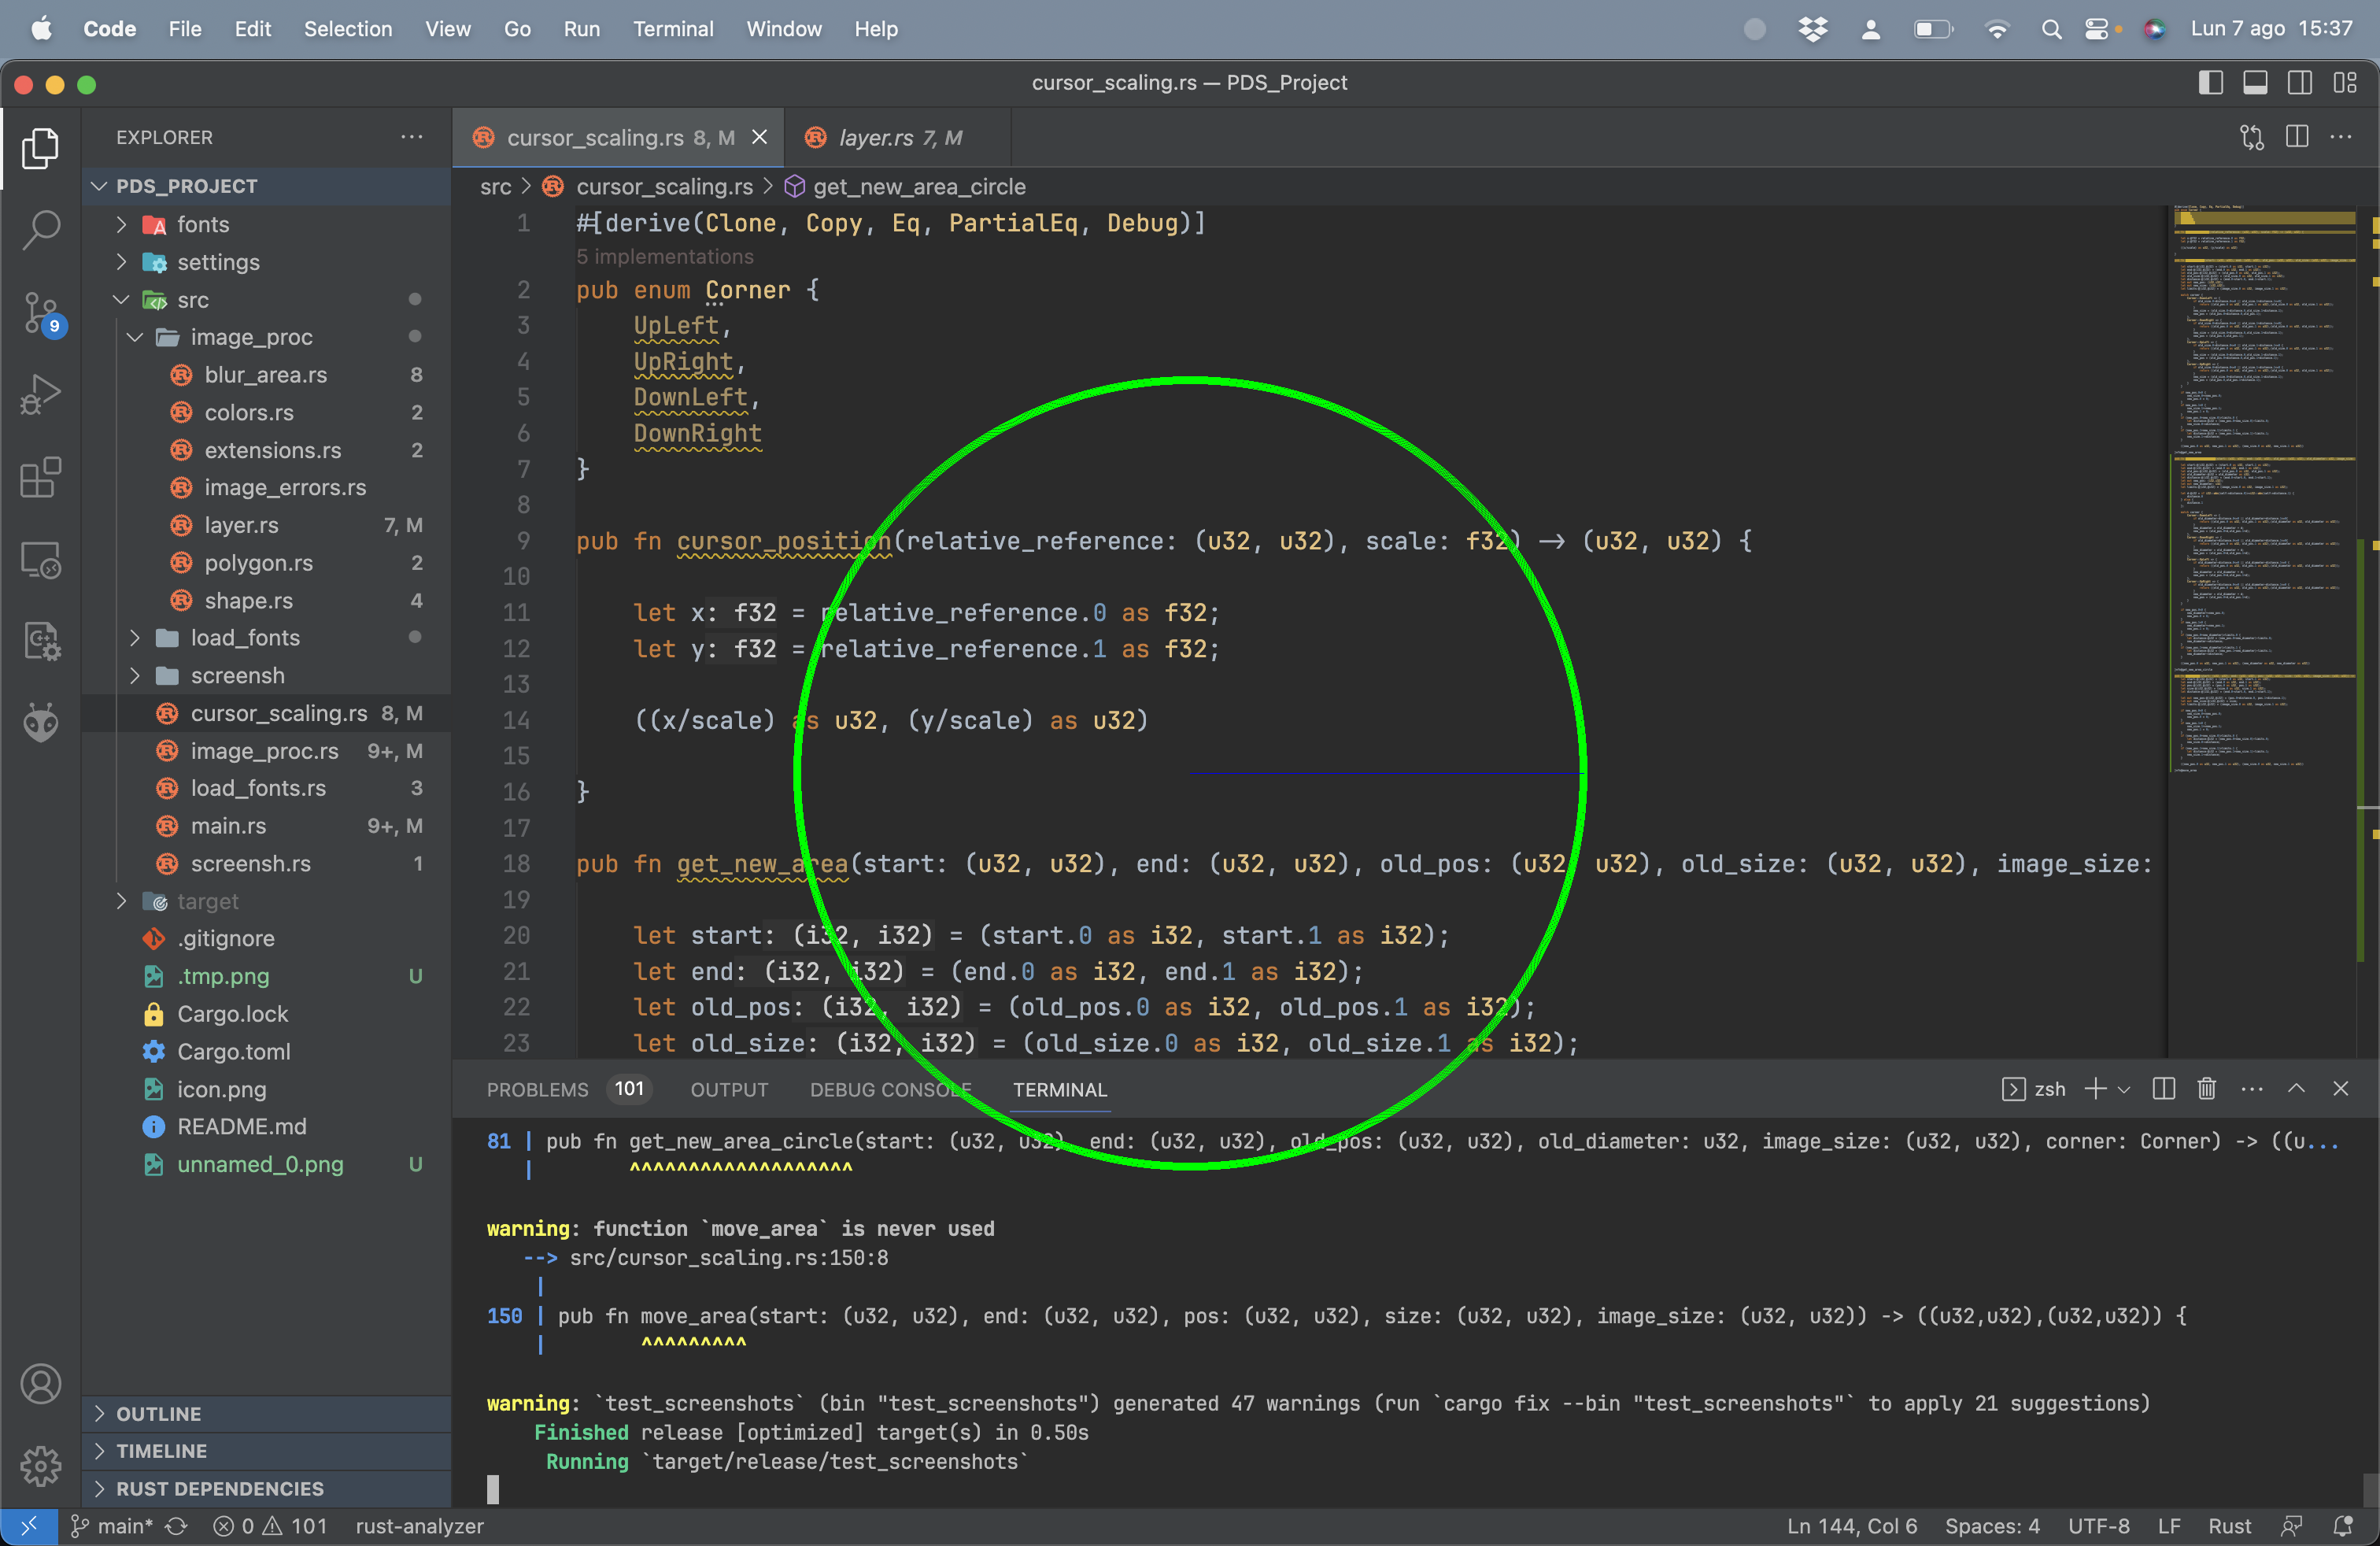 Code File Edit Selection View Go Run Terminal Window Help Lun 7 ago 15:37
cursor_scaling.rs — PDS_Project
EXPLORER
cursor_scaling.rs 8, M
layer.rs 7, M
src > cursor_scaling.rs > get_new_area_circle
PDS_PROJECT
fonts
settings
src
image_proc
blur_area.rs 8
colors.rs 2
extensions.rs 2
image_errors.rs
layer.rs 7, M
polygon.rs 2
shape.rs 4
load_fonts
screensh
cursor_scaling.rs 8, M
image_proc.rs 9+, M
load_fonts.rs 3
main.rs 9+, M
screensh.rs 1
target
.gitignore
.tmp.png U
Cargo.lock
Cargo.toml
icon.png
README.md
unnamed_0.png U
OUTLINE
TIMELINE
RUST DEPENDENCIES
9
1 #[derive(Clone, Copy, Eq, PartialEq, Debug)]
5 implementations
2 pub enum Corner {
3 UpLeft,
4 UpRight,
5 DownLeft,
6 DownRight
7 }
8
9 pub fn cursor_position(relative_reference: (u32, u32), scale: f32) → (u32, u32) {
10
11 let x: f32 = relative_reference.0 as f32;
12 let y: f32 = relative_reference.1 as f32;
13
14 ((x/scale) as u32, (y/scale) as u32)
15
16 }
17
18 pub fn get_new_area(start: (u32, u32), end: (u32, u32), old_pos: (u32, u32), old_size: (u32, u32), image_size:
19
20 let start: (i32, i32) = (start.0 as i32, start.1 as i32);
21 let end: (i32, i32) = (end.0 as i32, end.1 as i32);
22 let old_pos: (i32, i32) = (old_pos.0 as i32, old_pos.1 as i32);
23 let old_size: (i32, i32) = (old_size.0 as i32, old_size.1 as i32);
PROBLEMS 101 OUTPUT DEBUG CONSOLE TERMINAL zsh
81 | pub fn get_new_area_circle(start: (u32, u32), end: (u32, u32), old_pos: (u32, u32), old_diameter: u32, image_size: (u32, u32), corner: Corner) -> ((u...
| ^^^^^^^^^^^^^^^^^^^
warning: function `move_area` is never used
--> src/cursor_scaling.rs:150:8
|
150 | pub fn move_area(start: (u32, u32), end: (u32, u32), pos: (u32, u32), size: (u32, u32), image_size: (u32, u32)) -> ((u32,u32),(u32,u32)) {
| ^^^^^^^^^
warning: `test_screenshots` (bin "test_screenshots") generated 47 warnings (run `cargo fix --bin "test_screenshots"` to apply 21 suggestions)
Finished release [optimized] target(s) in 0.50s
Running `target/release/test_screenshots`
main* 0 101 rust-analyzer Ln 144, Col 6 Spaces: 4 UTF-8 LF Rust